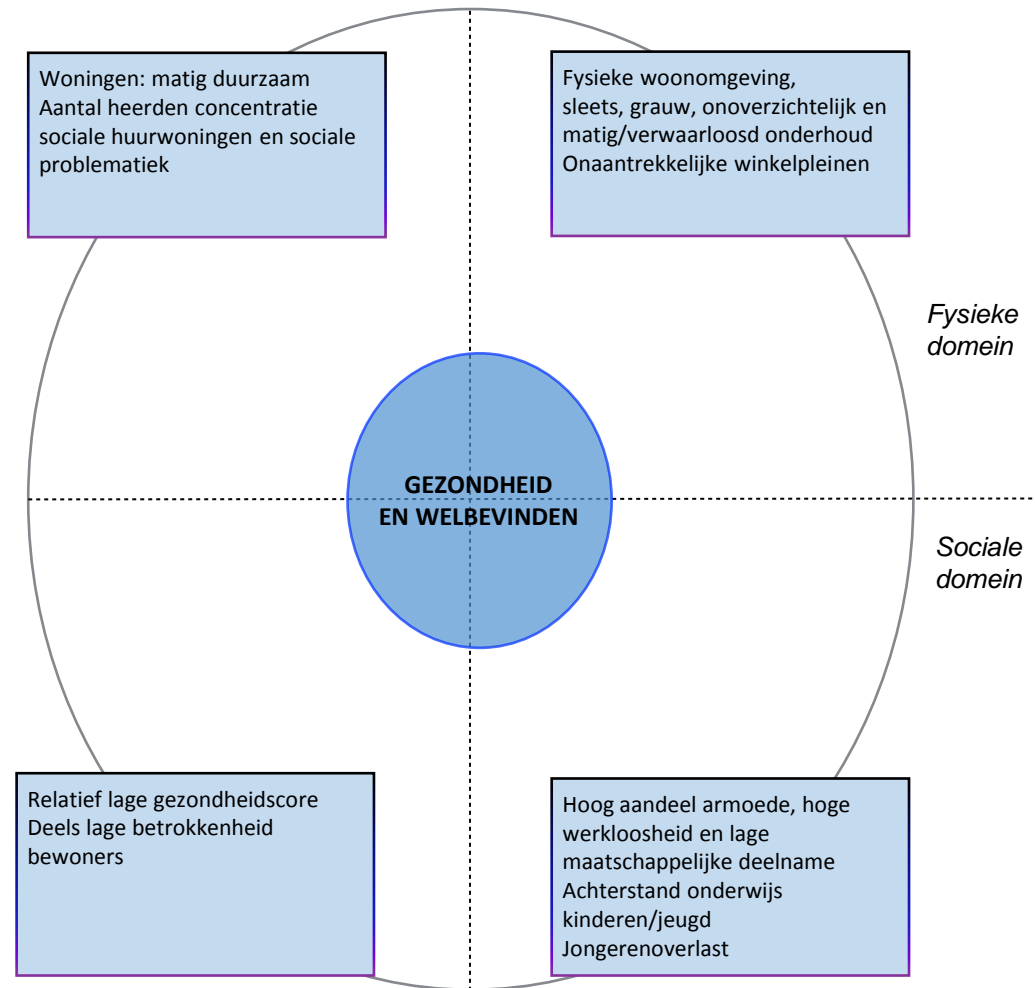 Woningen: matig duurzaam
Aantal heerden concentratie
sociale huurwoningen en sociale
problematiek
Fysieke woonomgeving,
sleets, grauw, onoverzichtelijk en
matig/verwaarloosd onderhoud
Onaantrekkelijke winkelpleinen
Fysieke
domein
GEZONDHEID
EN WELBEVINDEN
Sociale
domein
Relatief lage gezondheidscore
Deels lage betrokkenheid
bewoners
Hoog aandeel armoede, hoge
werkloosheid en lage
maatschappelijke deelname
Achterstand onderwijs
kinderen/jeugd
Jongerenoverlast